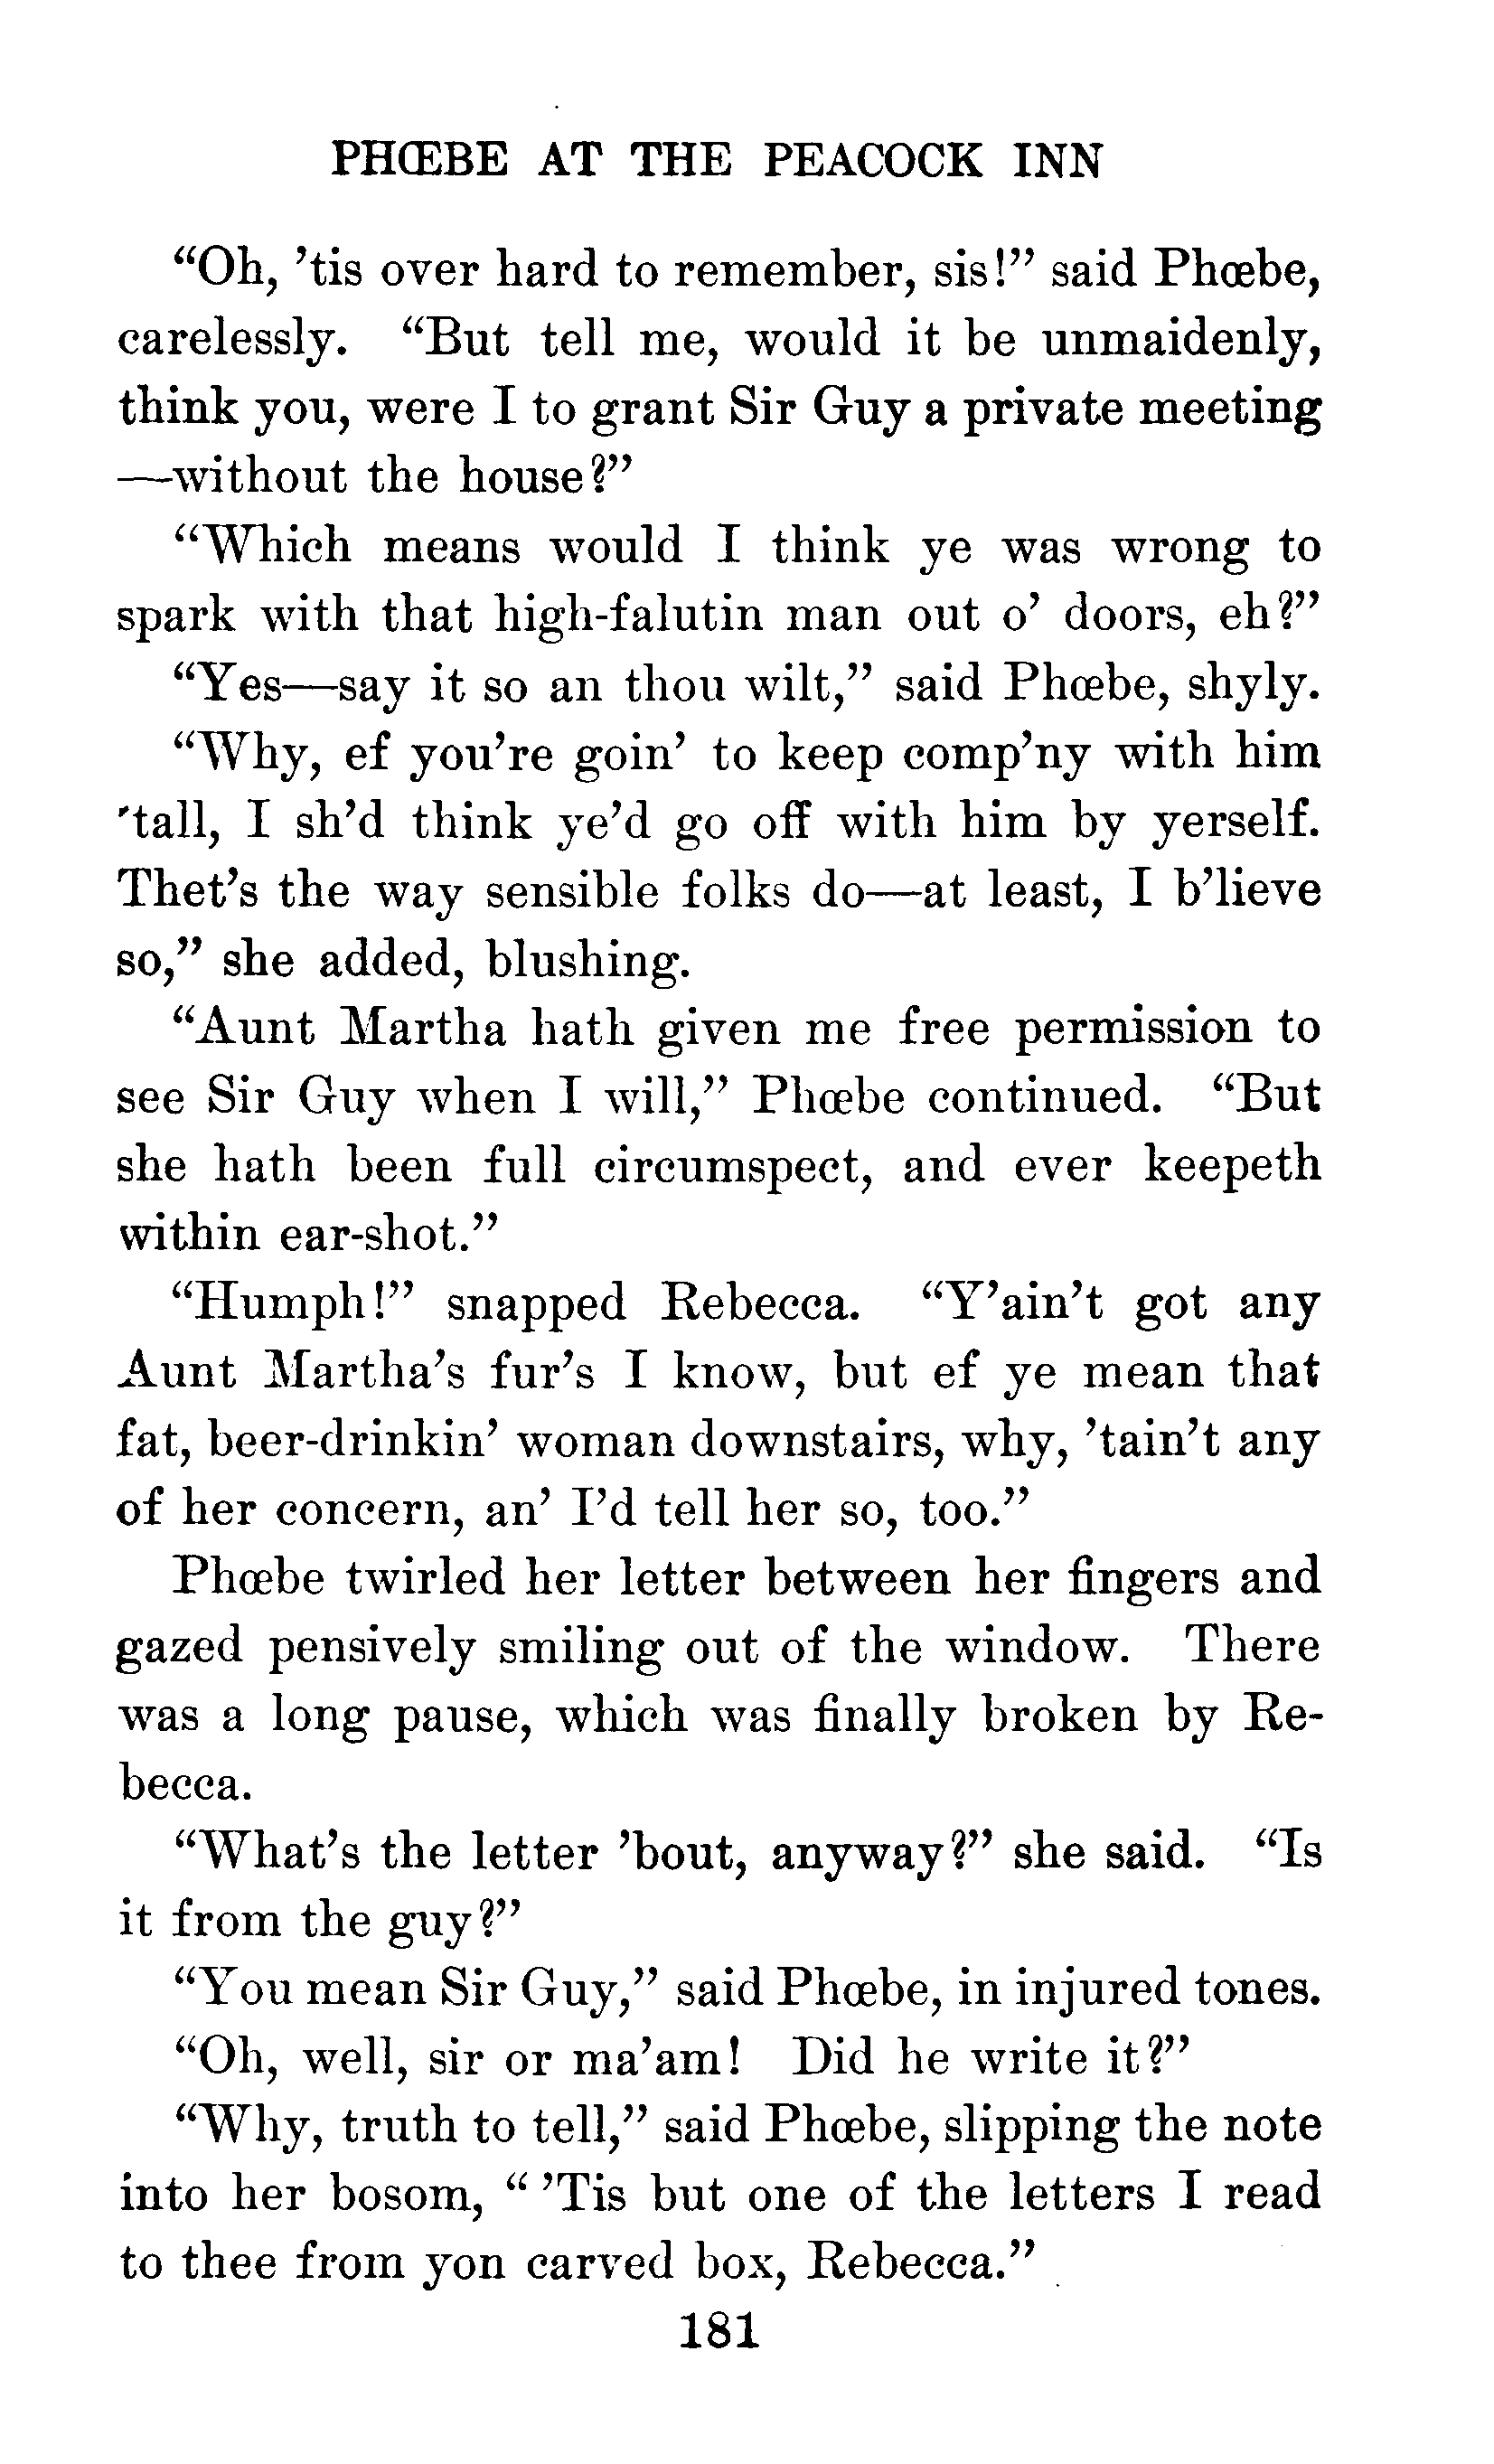 PHŒBE AT THE PEACOCK INN
“Oh, ’tis over hard to remember, sis!” said Phœbe,
carelessly. “But tell me, would it be unmaidenly,
think you, were I to grant Sir Guy a private meeting
—without the house?”
“Which means would I think ye was wrong to
spark with that high-falutin man out o’ doors, eh?”
“Yes—say it so an thou wilt,” said Phœbe, shyly.
“Why, ef you’re goin’ to keep comp’ny with him
’tall, I sh’d think ye’d go off with him by yerself.
Thet’s the way sensible folks do—at least, I b’lieve
so,” she added, blushing.
“Aunt Martha hath given me free permission to
see Sir Guy when I will,” Phœbe continued. “But
she hath been full circumspect, and ever keepeth
within ear-shot.”
“Humph!” snapped Rebecca. “Y’ain’t got any
Aunt Martha’s fur’s I know, but ef ye mean that
fat, beer-drinkin’ woman downstairs, why, ’tain’t any
of her concern, an’ I’d tell her so, too.”
Phœbe twirled her letter between her fingers and
gazed pensively smiling out of the window. There
was a long pause, which was finally broken by Re-
becca.
“What’s the letter ’bout, anyway?” she said. “Is
it from the guy?”
“You mean Sir Guy,” said Phœbe, in injured tones.
“Oh, well, sir or ma’am! Did he write it?”
“Why, truth to tell,” said Phœbe, slipping the note
into her bosom, “ ’Tis but one of the letters I read
to thee from yon carved box, Rebecca.”
181